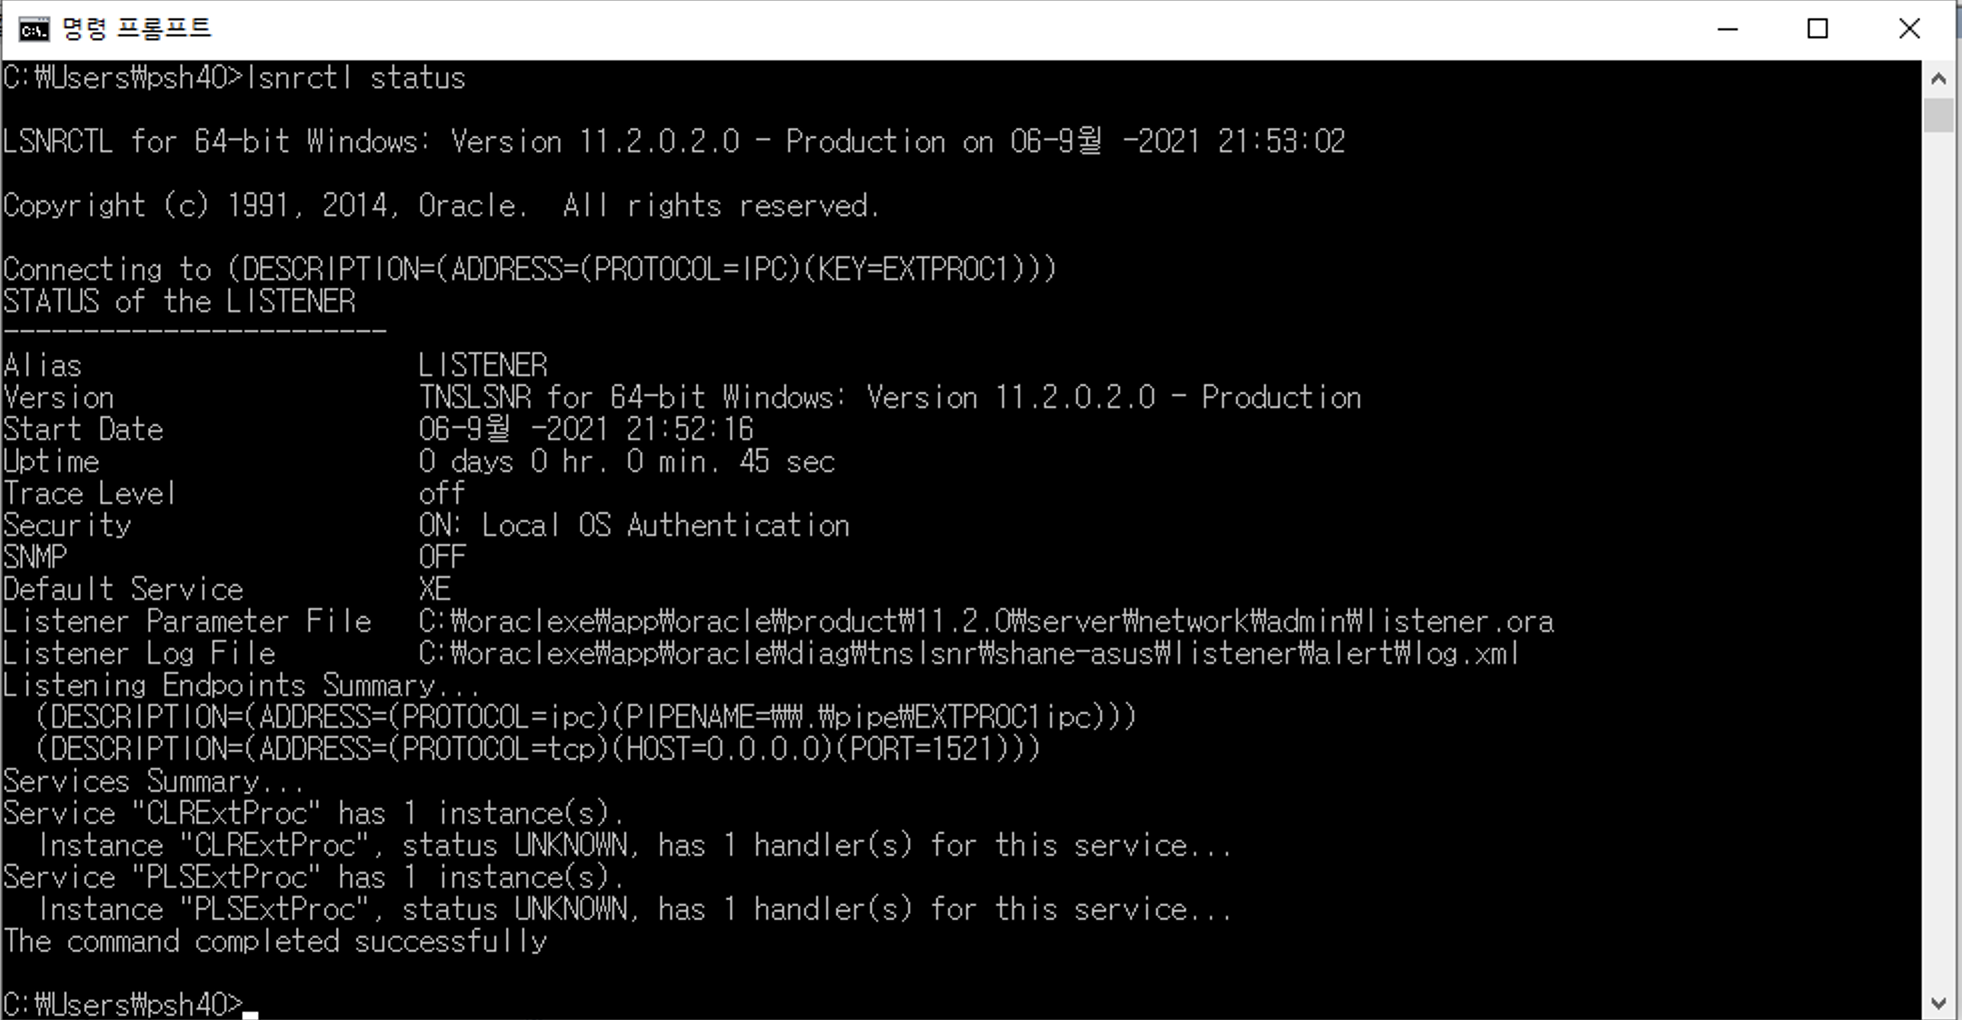 명령 프롬프트
C:₩Users₩psh40>lsnrctl status
LSNRCTL for 64-bit Windows: Version 11.2.0.2.0 - Production on 06-9월 -2021 21:53:02
Copyright (c) 1991, 2014, Oracle.  All rights reserved.
Connecting to (DESCRIPTION=(ADDRESS=(PROTOCOL=IPC)(KEY=EXTPROC1)))
STATUS of the LISTENER
------------------------
Alias                     LISTENER
Version                   TNSLSNR for 64-bit Windows: Version 11.2.0.2.0 - Production
Start Date                06-9월 -2021 21:52:16
Uptime                    0 days 0 hr. 0 min. 45 sec
Trace Level               off
Security                  ON: Local OS Authentication
SNMP                      OFF
Default Service           XE
Listener Parameter File   C:₩oraclexe₩app₩oracle₩product₩11.2.0₩server₩network₩admin₩listener.ora
Listener Log File         C:₩oraclexe₩app₩oracle₩diag₩tnslsnr₩shane-asus₩listener₩alert₩log.xml
Listening Endpoints Summary...
  (DESCRIPTION=(ADDRESS=(PROTOCOL=ipc)(PIPENAME=₩₩.₩pipe₩EXTPROC1ipc)))
  (DESCRIPTION=(ADDRESS=(PROTOCOL=tcp)(HOST=0.0.0.0)(PORT=1521)))
Services Summary...
Service "CLRExtProc" has 1 instance(s).
  Instance "CLRExtProc", status UNKNOWN, has 1 handler(s) for this service...
Service "PLSExtProc" has 1 instance(s).
  Instance "PLSExtProc", status UNKNOWN, has 1 handler(s) for this service...
The command completed successfully
C:₩Users₩psh40>